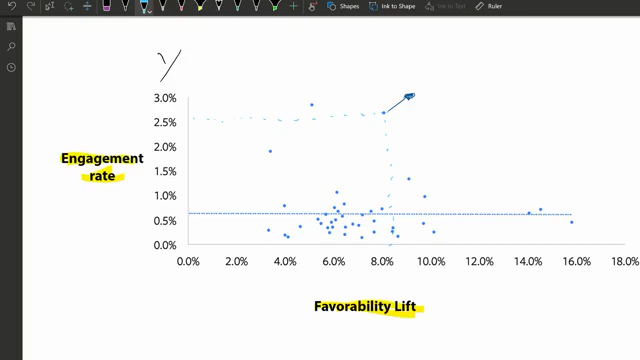 Shapes Ink to Shape Ink to Text Ruler
y
3.0%
2.5%
2.0%
1.5%
1.0%
0.5%
0.0%
Engagement
rate
0.0% 2.0% 4.0% 6.0% 8.0% 10.0% 12.0% 14.0% 16.0% 18.0%
Favorability Lift